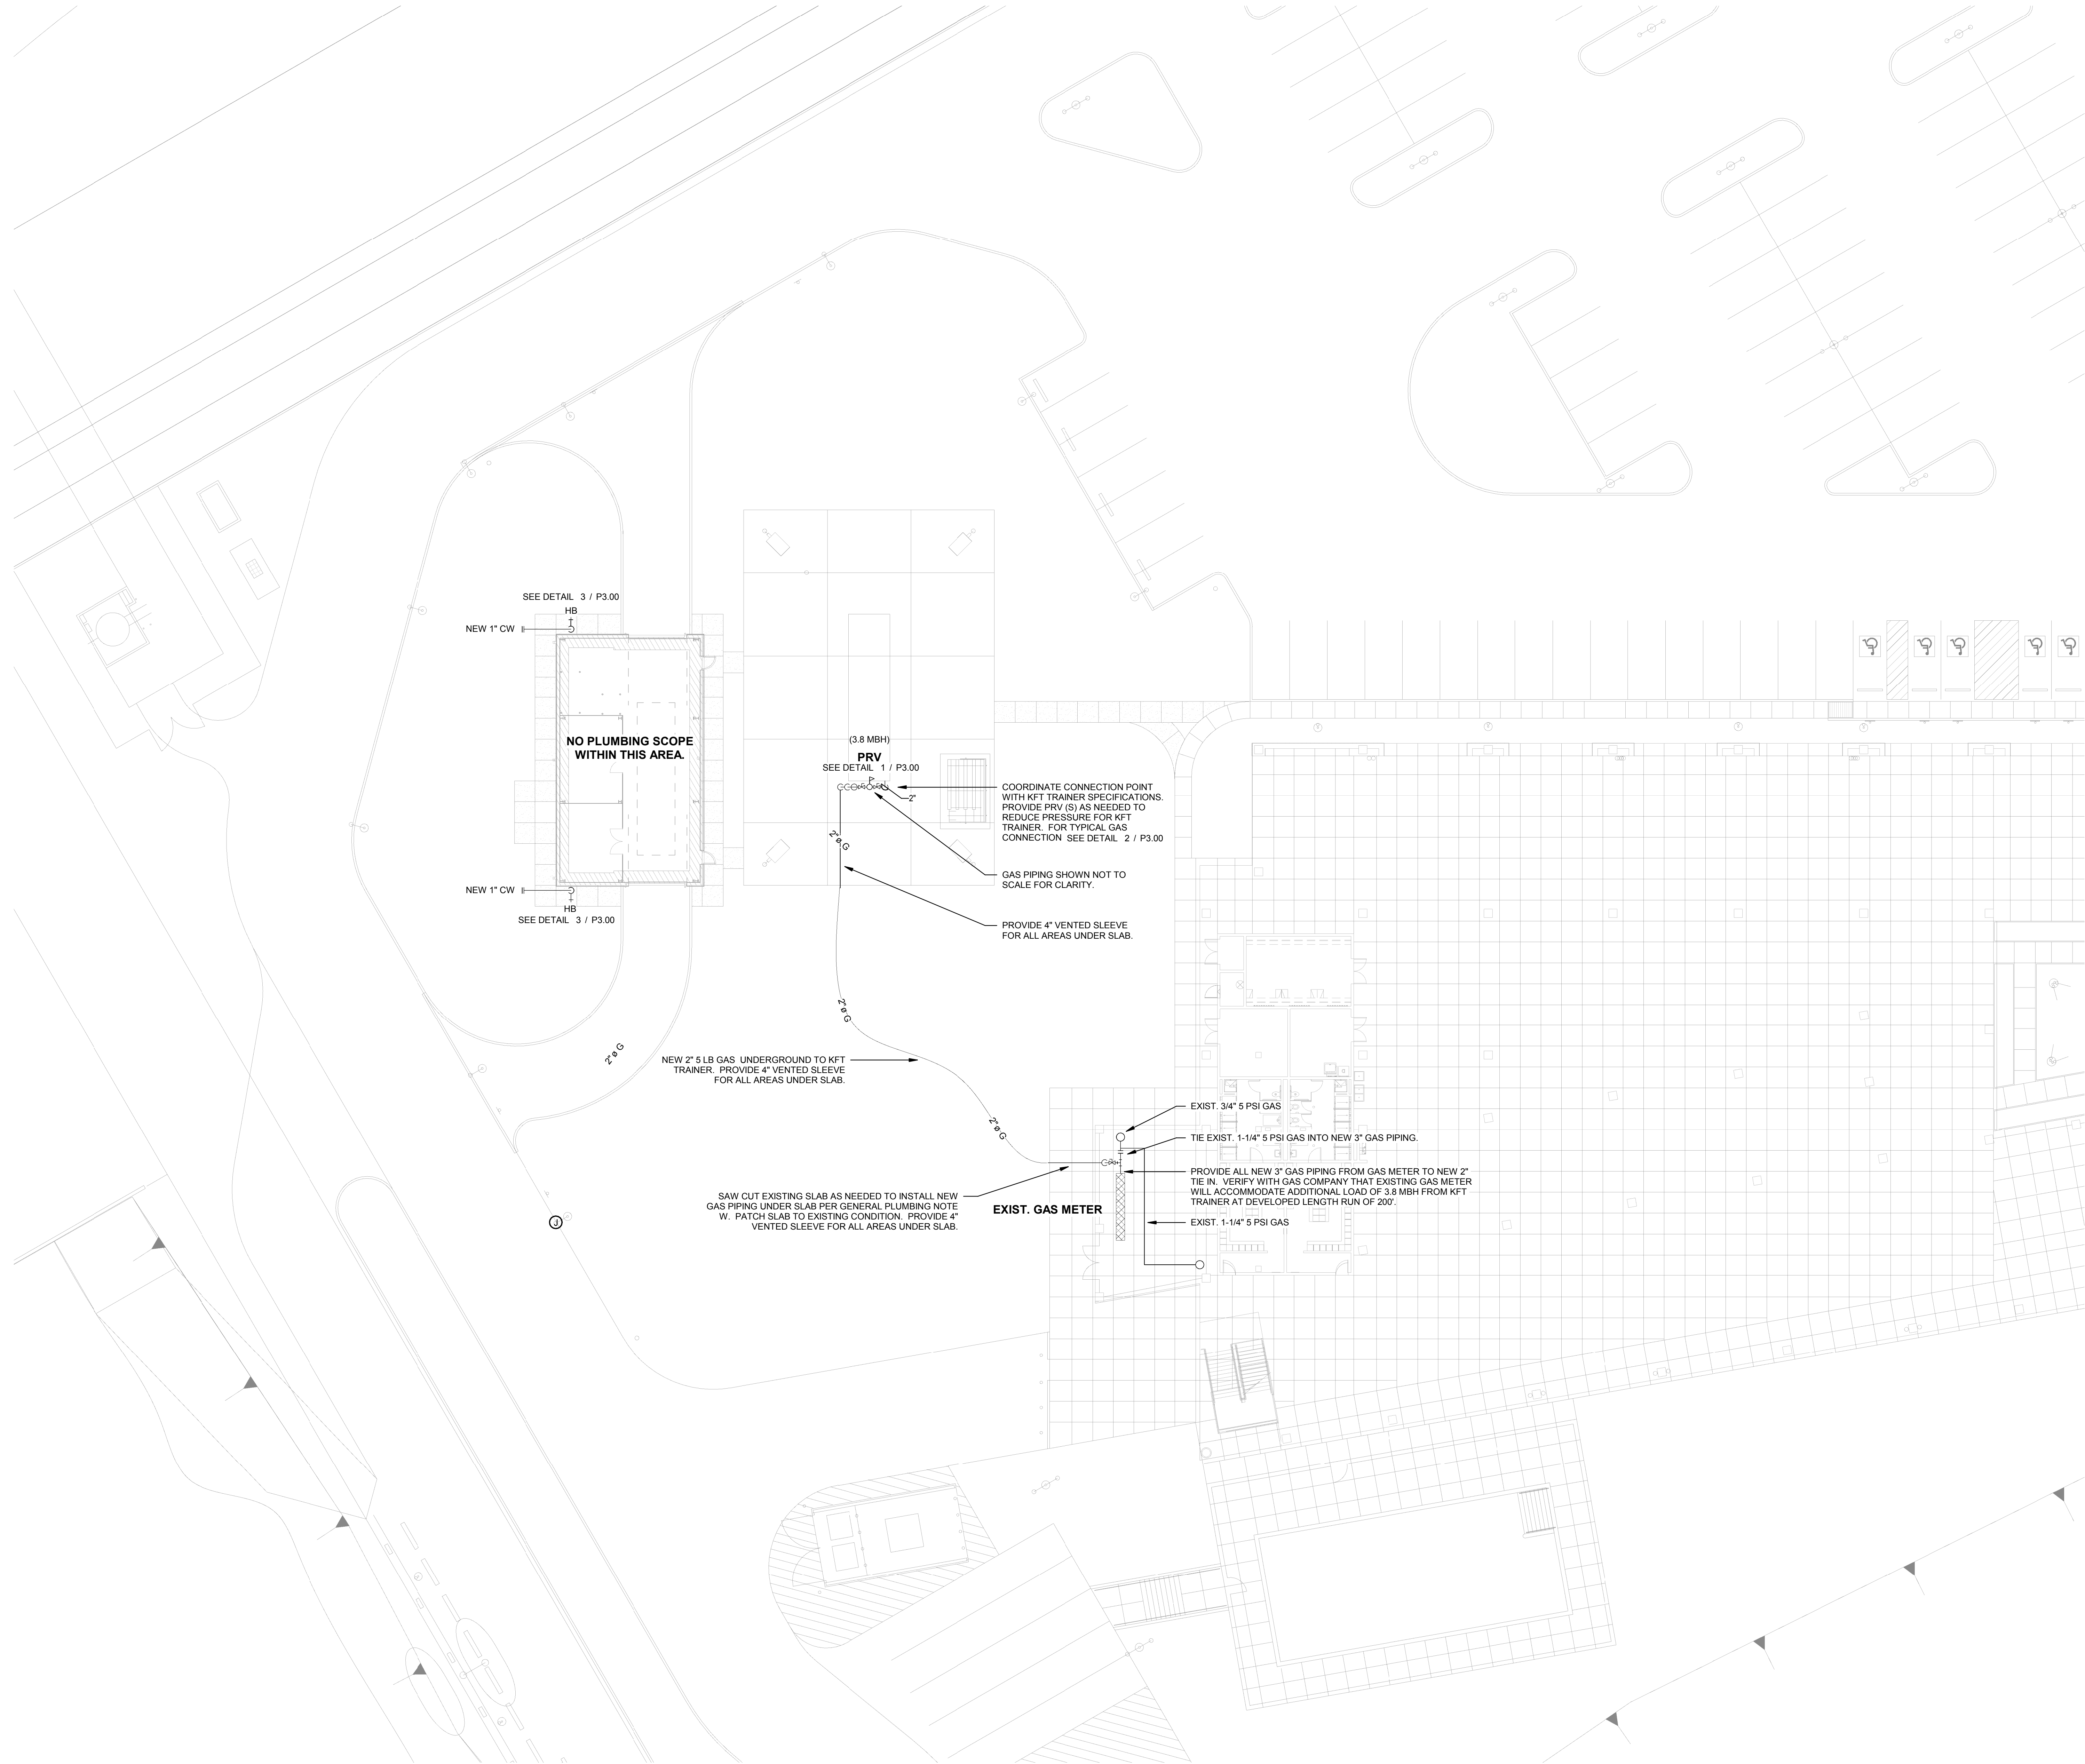 SEE DETAIL 3 / P3.00
HB
NEW 1" CW
NO PLUMBING SCOPE
WITHIN THIS AREA.
NEW 1" CW
HB
SEE DETAIL 3 / P3.00
(3.8 MBH)
PRV
SEE DETAIL 1 / P3.00
2"
COORDINATE CONNECTION POINT
WITH KFT TRAINER SPECIFICATIONS.
PROVIDE PRV (S) AS NEEDED TO
REDUCE PRESSURE FOR KFT
TRAINER. FOR TYPICAL GAS
CONNECTION SEE DETAIL 2 / P3.00
2"ø G
GAS PIPING SHOWN NOT TO
SCALE FOR CLARITY.
PROVIDE 4" VENTED SLEEVE
FOR ALL AREAS UNDER SLAB.
2"ø G
2"ø G
NEW 2" 5 LB GAS UNDERGROUND TO KFT
TRAINER. PROVIDE 4" VENTED SLEEVE
FOR ALL AREAS UNDER SLAB.
2"ø G
EXIST. 3/4" 5 PSI GAS
TIE EXIST. 1-1/4" 5 PSI GAS INTO NEW 3" GAS PIPING.
PROVIDE ALL NEW 3" GAS PIPING FROM GAS METER TO NEW 2"
TIE IN. VERIFY WITH GAS COMPANY THAT EXISTING GAS METER
WILL ACCOMMODATE ADDITIONAL LOAD OF 3.8 MBH FROM KFT
TRAINER AT DEVELOPED LENGTH RUN OF 200'.
SAW CUT EXISTING SLAB AS NEEDED TO INSTALL NEW
GAS PIPING UNDER SLAB PER GENERAL PLUMBING NOTE
W. PATCH SLAB TO EXISTING CONDITION. PROVIDE 4"
VENTED SLEEVE FOR ALL AREAS UNDER SLAB.
EXIST. GAS METER
EXIST. 1-1/4" 5 PSI GAS
J